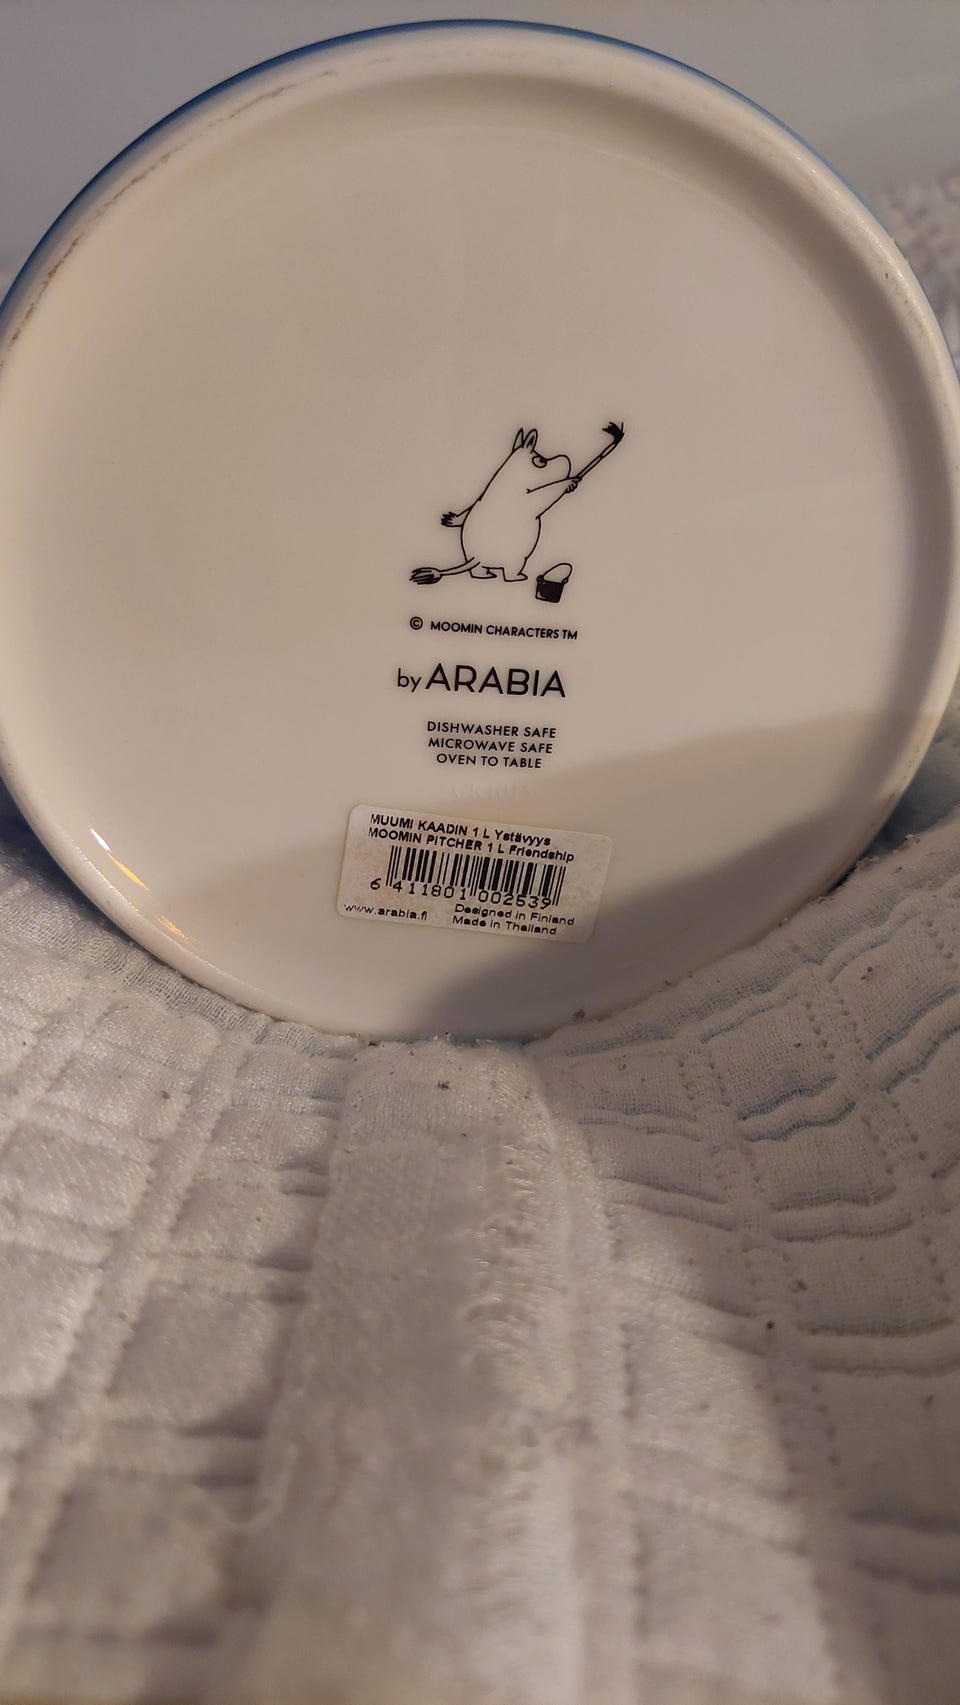 © MOOMIN CHARACTERS TM
by ARABIA
DISHWASHER SAFE
MICROWAVE SAFE
OVEN TO TABLE
MUUMI KAADIN 1 L Ystävyys
MOOMIN PITCHER 1 L Friendship
6 411801 002539
www.arabia.fi
Designed in Finland
Made in Thailand